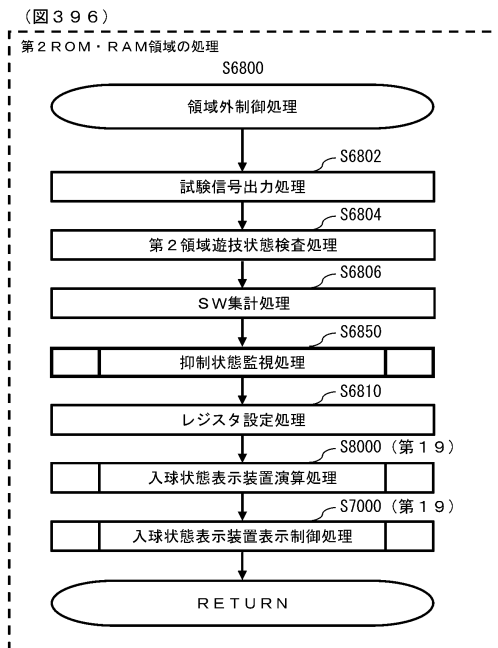 (図396)
第2ROM・RAM領域の処理
S6800
領域外制御処理
S6802
試験信号出力処理
S6804
第2領域遊技状態検査処理
S6806
SW集計処理
S6850
抑制状態監視処理
S6810
レジスタ設定処理
S8000(第19)
入球状態表示装置演算処理
S7000(第19)
入球状態表示装置表示制御処理
RETURN